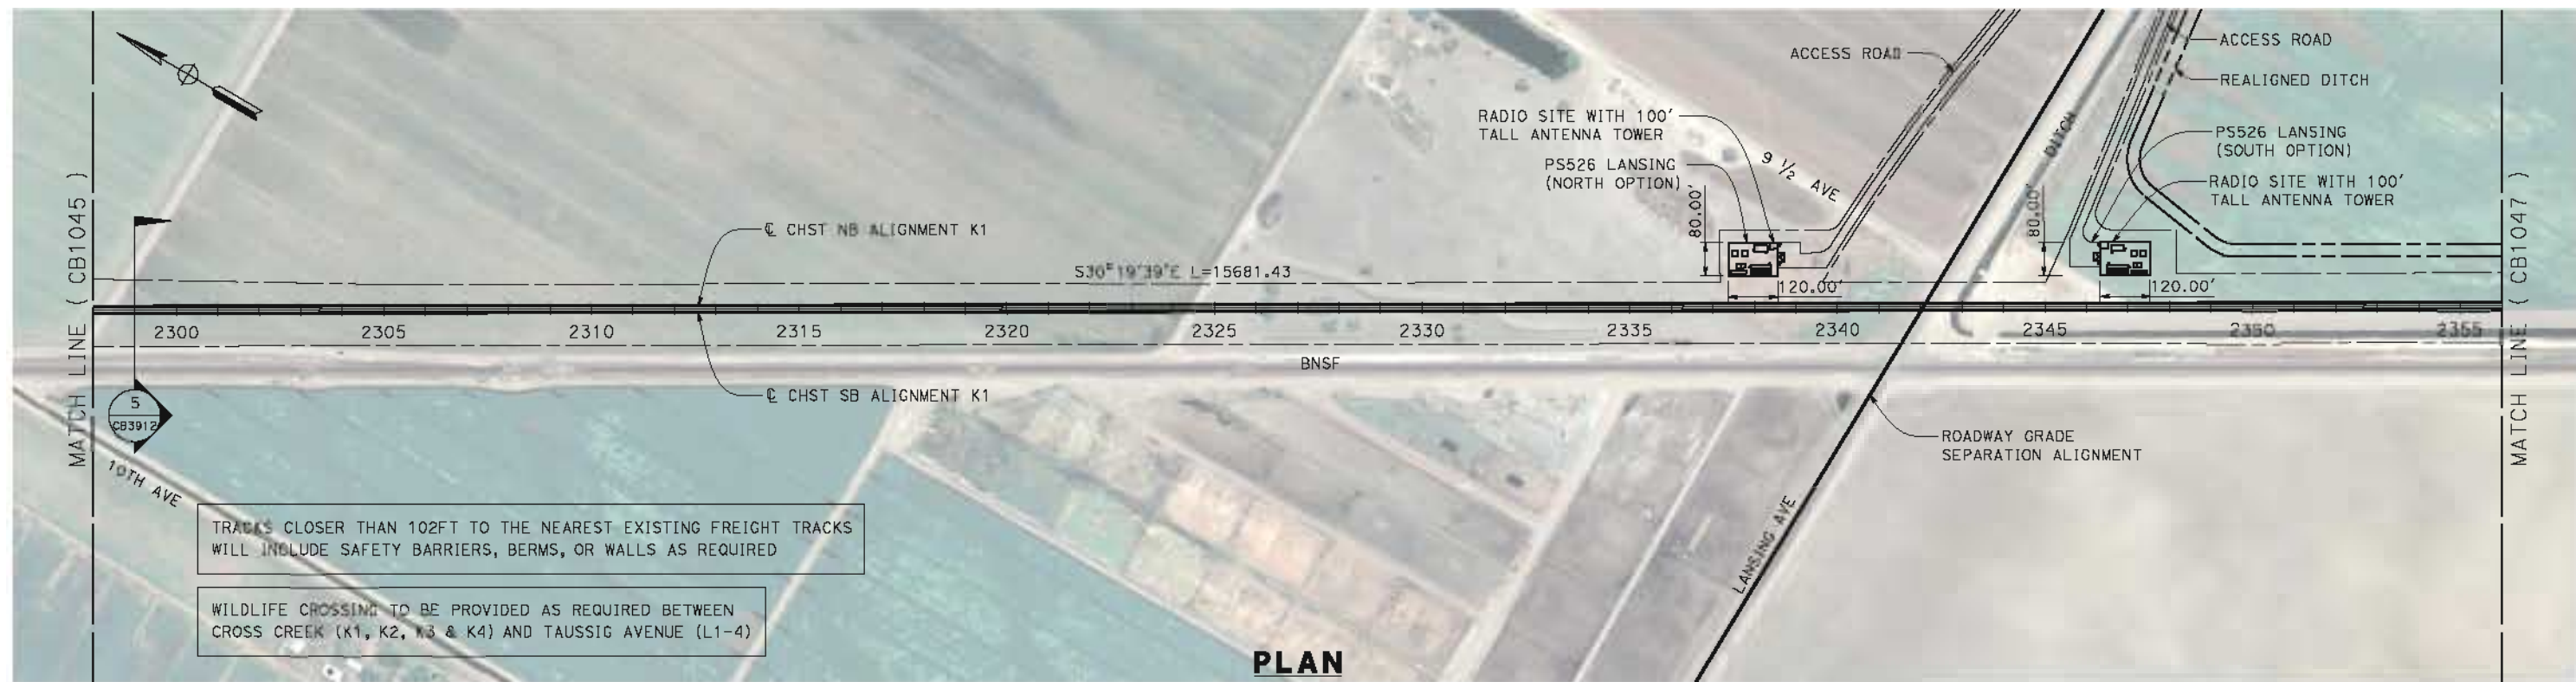 ACCESS ROAD
ACCESS ROAD
REALIGNED DITCH
RADIO SITE WITH 100'
TALL ANTENNA TOWER
PS526 LANSING
(NORTH OPTION)
9 1/2 AVE
DITCH
PS526 LANSING
(SOUTH OPTION)
RADIO SITE WITH 100'
TALL ANTENNA TOWER
80.00'
120.00'
80.00'
120.00'
MATCH LINE ( CB1045 )
MATCH LINE ( CB1047 )
℄ CHST NB ALIGNMENT K1
S30°19'39"E L=15681.43
2300 2305 2310 2315 2320 2325 2330 2335 2340 2345 2350 2355
BNSF
℄ CHST SB ALIGNMENT K1
5
CB3912
10TH AVE
ROADWAY GRADE
SEPARATION ALIGNMENT
LANSING AVE
TRACKS CLOSER THAN 102FT TO THE NEAREST EXISTING FREIGHT TRACKS
WILL INCLUDE SAFETY BARRIERS, BERMS, OR WALLS AS REQUIRED
WILDLIFE CROSSING TO BE PROVIDED AS REQUIRED BETWEEN
CROSS CREEK (K1, K2, K3 & K4) AND TAUSSIG AVENUE (L1-4)
PLAN